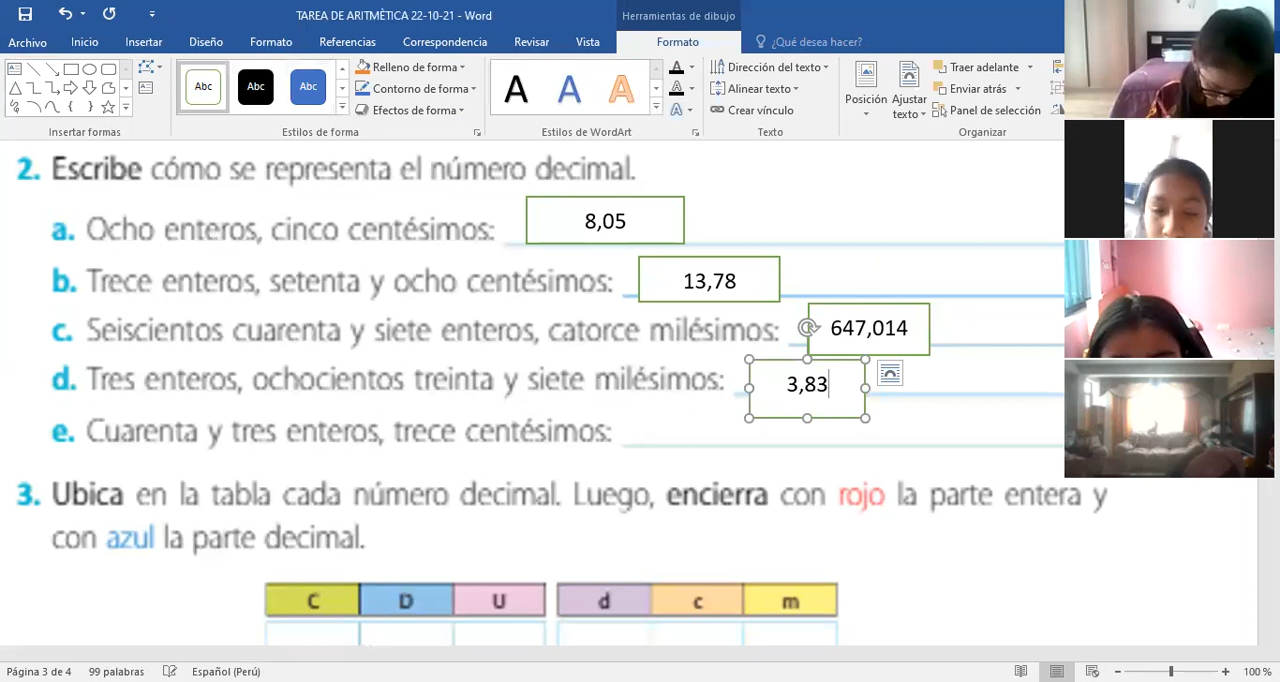 TAREA DE ARITMÈTICA 22-10-21 - Word
Herramientas de dibujo
Archivo Inicio Insertar Diseño Formato Referencias Correspondencia Revisar Vista Formato ¿Qué desea hacer?
Abc Abc Abc
Relleno de forma
Contorno de forma
Efectos de forma
A A A
Dirección del texto
Alinear texto
Crear vínculo
Posición
Ajustar texto
Traer adelante
Enviar atrás
Panel de selección
Insertar formas Estilos de forma Estilos de WordArt Texto Organizar
2. Escribe cómo se representa el número decimal.
a. Ocho enteros, cinco centésimos: 8,05
b. Trece enteros, setenta y ocho centésimos: 13,78
c. Seiscientos cuarenta y siete enteros, catorce milésimos: 647,014
d. Tres enteros, ochocientos treinta y siete milésimos: 3,83
e. Cuarenta y tres enteros, trece centésimos:
3. Ubica en la tabla cada número decimal. Luego, encierra con rojo la parte entera y
con azul la parte decimal.
C D U d c m
Página 3 de 4 99 palabras Español (Perú) 100 %